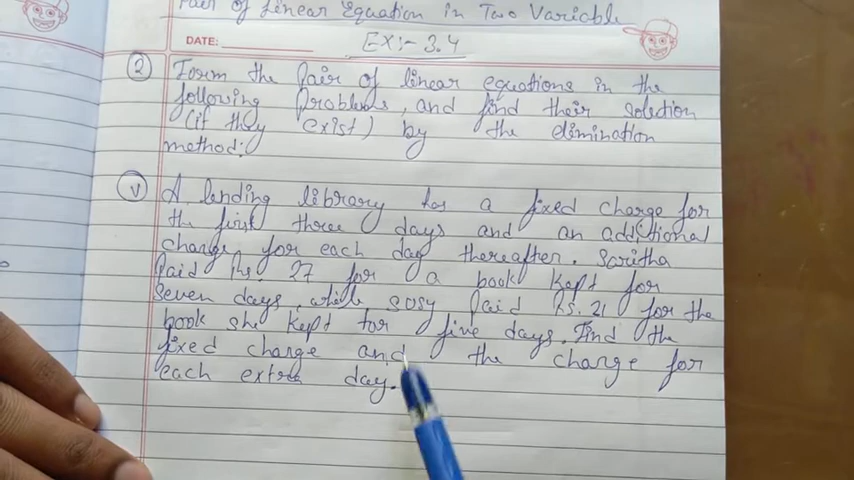 Pair of Linear Equation in Two Variable
DATE: EX:- 3.4
(2) Form the Pair of linear equations in the
following Problems, and find their solution
(if they exist) by the elimination
method:
(v) A lending library has a fixed charge for
the first three days and an additional
charge for each day thereafter. Saritha
Paid Rs. 27 for a book kept for
Seven days, while susy Paid Rs. 21 for the
book she kept for five days. Find the
fixed charge and the charge for
each extra day.